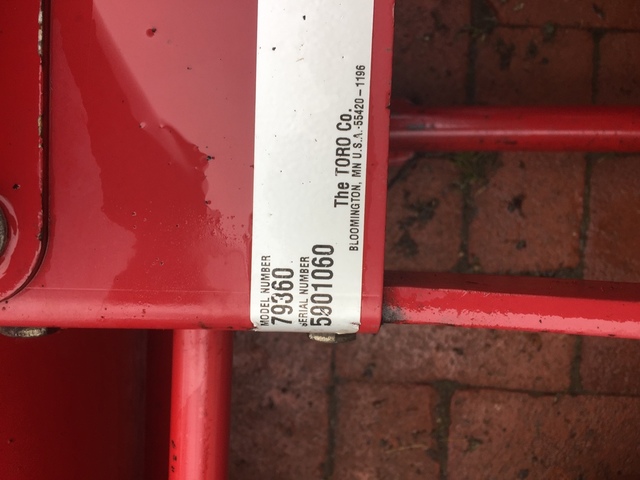 MODEL NUMBER
79360
SERIAL NUMBER
5901060
The TORO Co.
BLOOMINGTON, MN U.S.A. 55420-1196